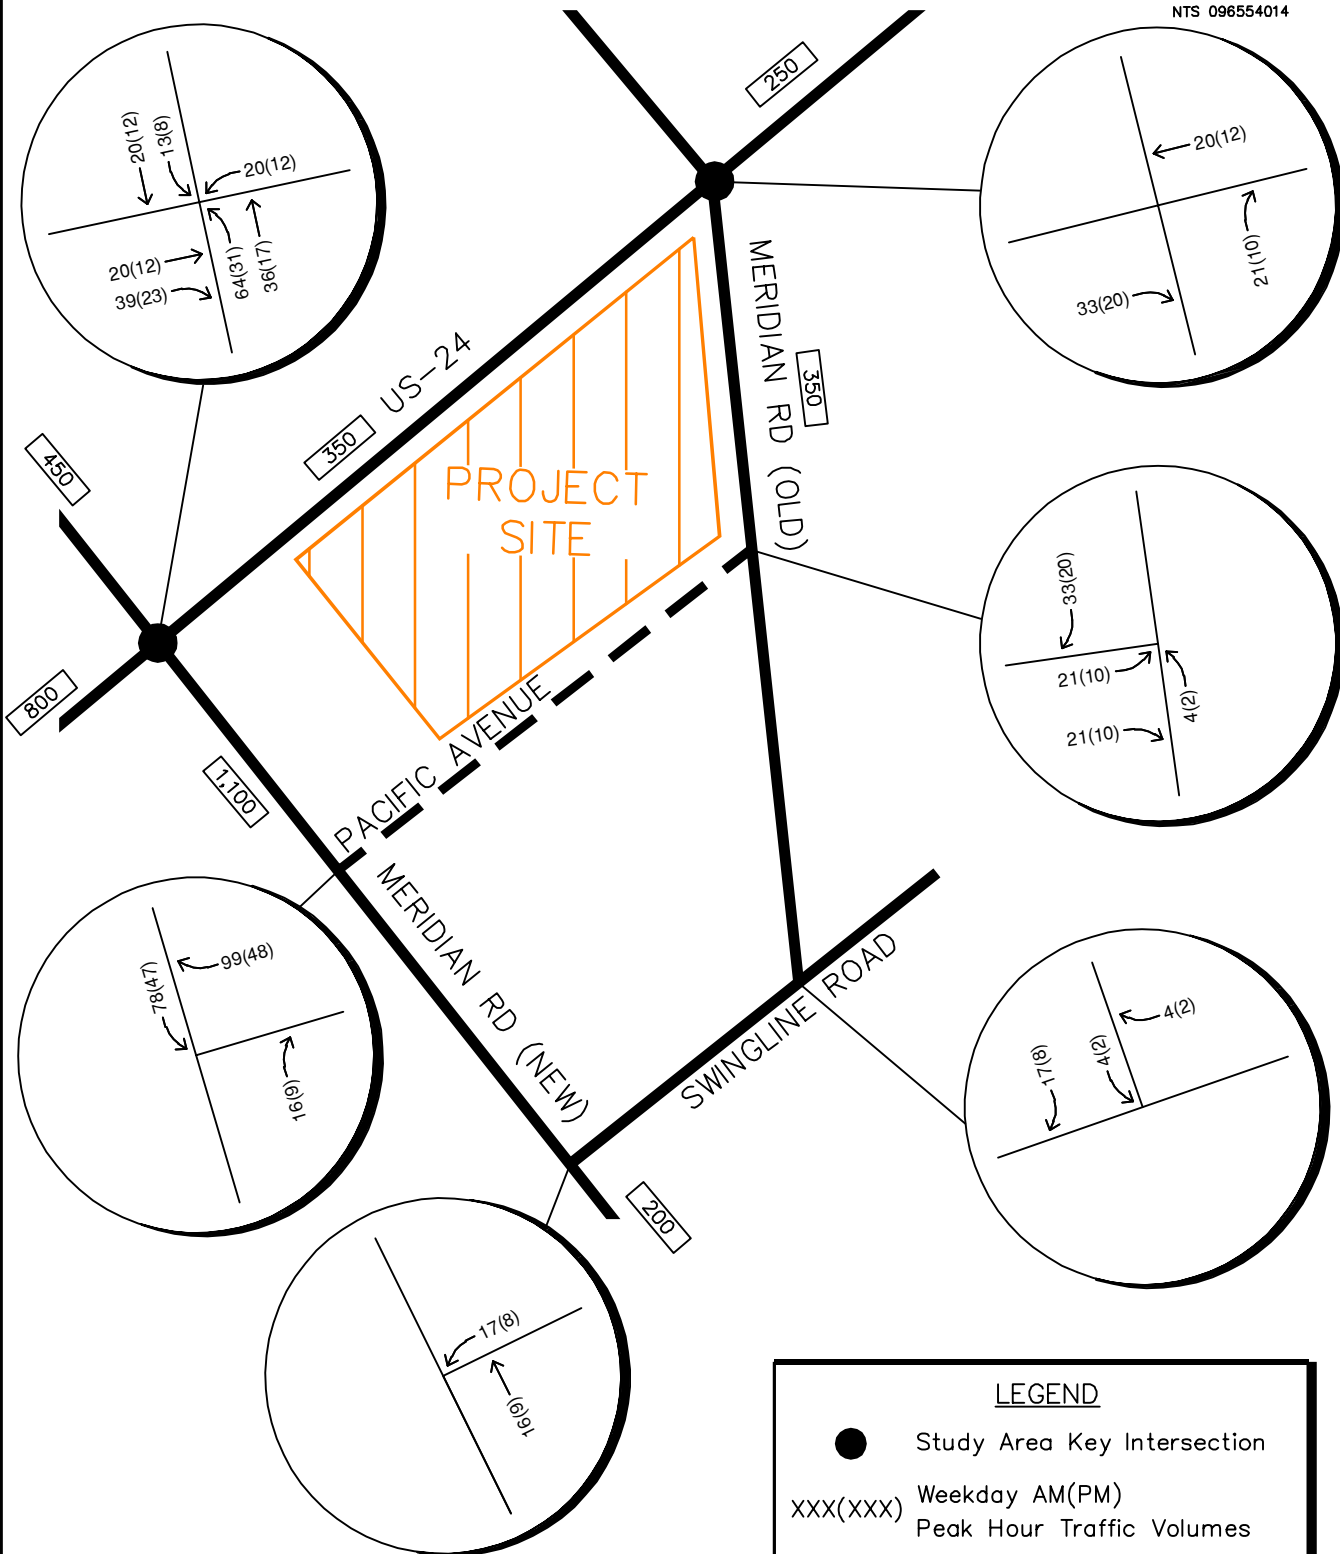 NTS 096554014
250
20(12)
13(8)
20(12)
20(12)
39(23)
64(31)
36(17)
20(12)
21(10)
33(20)
US-24
350
MERIDIAN RD (OLD)
350
450
PROJECT
SITE
33(20)
21(10)
4(2)
21(10)
800
1,100
PACIFIC AVENUE
MERIDIAN RD (NEW)
99(48)
78(47)
16(9)
SWINGLINE ROAD
4(2)
17(8)
4(2)
200
17(8)
16(9)
LEGEND
Study Area Key Intersection
XXX(XXX) Weekday AM(PM)
Peak Hour Traffic Volumes